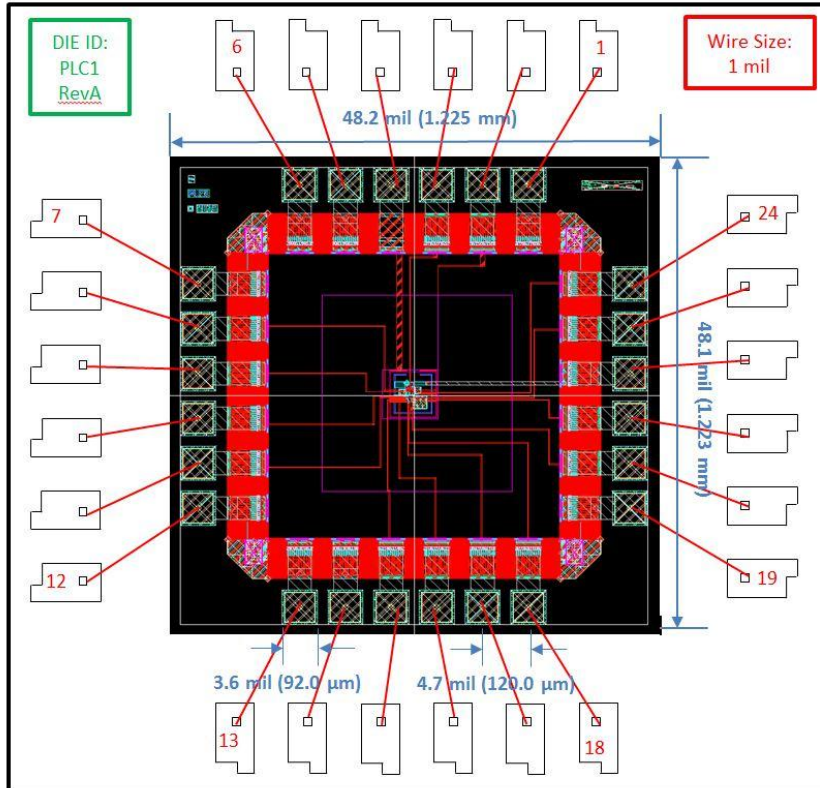 DIE ID:
PLC1
RevA
6
1
Wire Size:
1 mil
48.2 mil (1.225 mm)
7
24
48.1 mil (1.223 mm)
12
19
3.6 mil (92.0 µm)
4.7 mil (120.0 µm)
13
18